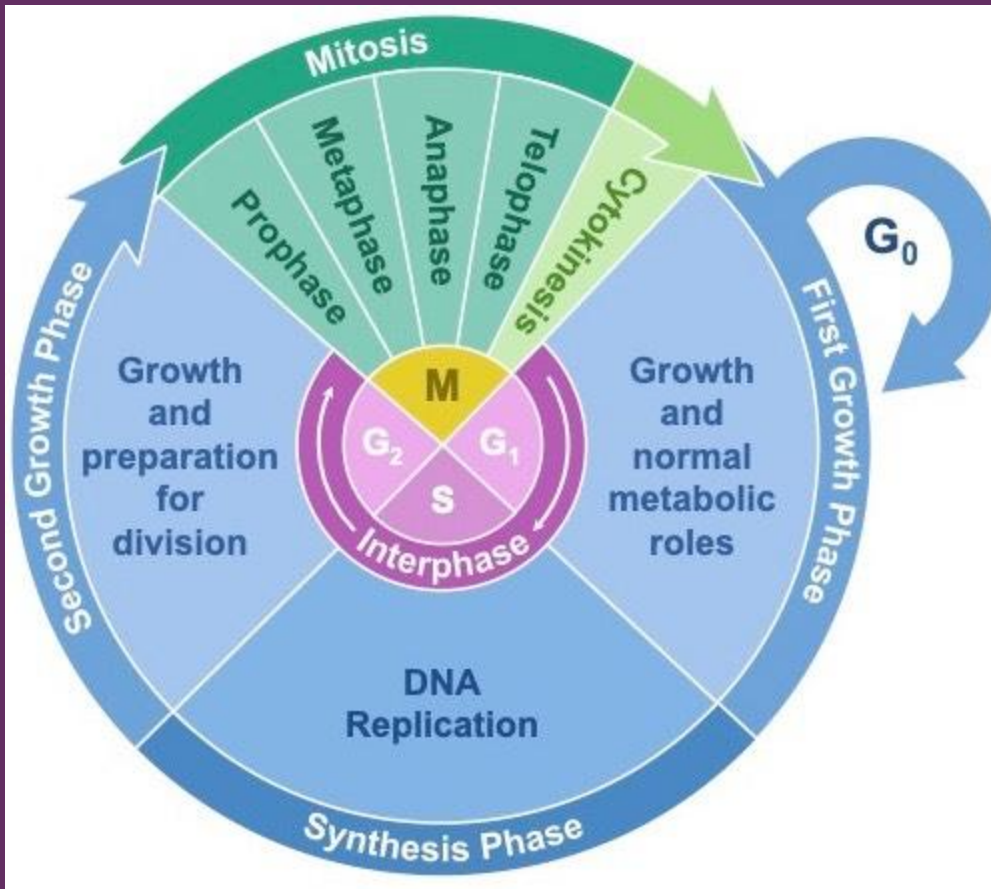 Mitosis
Prophase
Metaphase
Anaphase
Telophase
Cytokinesis
G₀
First Growth Phase
Growth
and
normal
metabolic
roles
Second Growth Phase
Growth
and
preparation
for
division
M
G₂
G₁
S
Interphase
DNA
Replication
Synthesis Phase